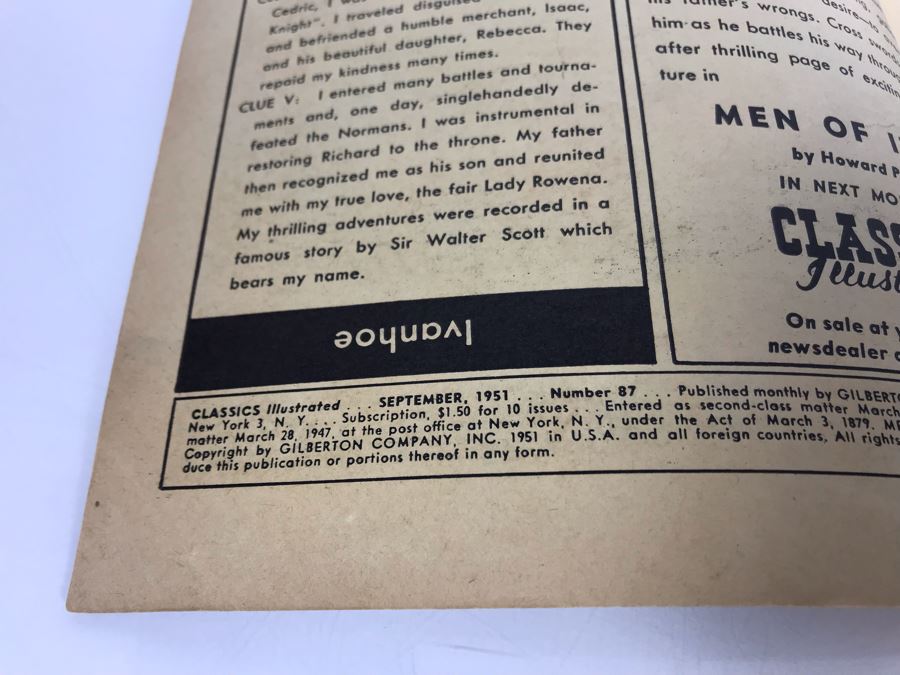 Cedric, I
Knight". I traveled disguised
and befriended a humble merchant, Isaac,
and his beautiful daughter, Rebecca. They
repaid my kindness many times.
CLUE V: I entered many battles and tourna-
ments and, one day, singlehandedly de-
feated the Normans. I was instrumental in
restoring Richard to the throne. My father
then recognized me as his son and reunited
me with my true love, the fair Lady Rowena.
My thrilling adventures were recorded in a
famous story by Sir Walter Scott which
bears my name.
Ivanhoe
his father's wrongs. Cross
him as he battles his way
after thrilling page of
ture in
MEN OF
by Howard
IN NEXT
CLASS
Illust
On sale at
newsdealer
CLASSICS Illustrated . . . SEPTEMBER, 1951 . . . Number 87 . . . Published monthly by
New York 3, N. Y. . . . Subscription, $1.50 for 10 issues . . . Entered as second-class matter March
matter March 28, 1947, at the post office at New York, N. Y., under the Act of March 3, 1879.
Copyright by GILBERTON COMPANY, INC. 1951 in U.S.A. and all foreign countries, All rights
duce this publication or portions thereof in any form.